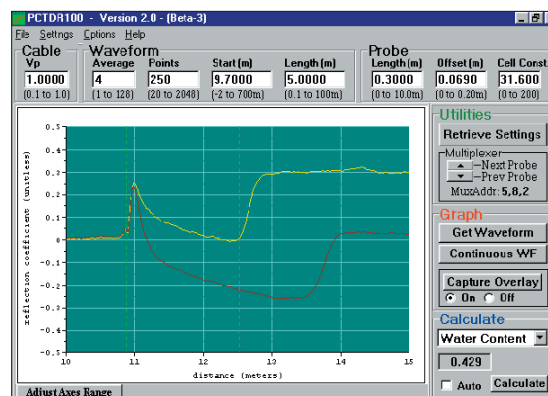 PCTDR100 - Version 2.0 - (Beta-3)
File Settings Options Help
Cable
Vp
1.0000
(0.1 to 1.0)
Waveform
Average Points Start(m) Length(m)
4 250 9.7000 5.0000
(1 to 128) (20 to 2048) (-2 to 700m) (0.1 to 100m)
Probe
Length(m) Offset(m) Cell Const.
0.3000 0.0690 31.600
(0 to 10.0m) (0 to 0.20m) (0 to 200)
reflection coefficient (unitless)
0.5
0.4
0.3
0.2
0.1
0
-0.1
-0.2
-0.3
-0.4
-0.5
10 11 12 13 14 15
distance (meters)
Adjust Axes Range
Utilities
Retrieve Settings
Multiplexer
Next Probe
Prev Probe
MuxAddr: 5,8,2
Graph
Get Waveform
Continuous WF
Capture Overlay
On Off
Calculate
Water Content
0.429
Auto Calculate